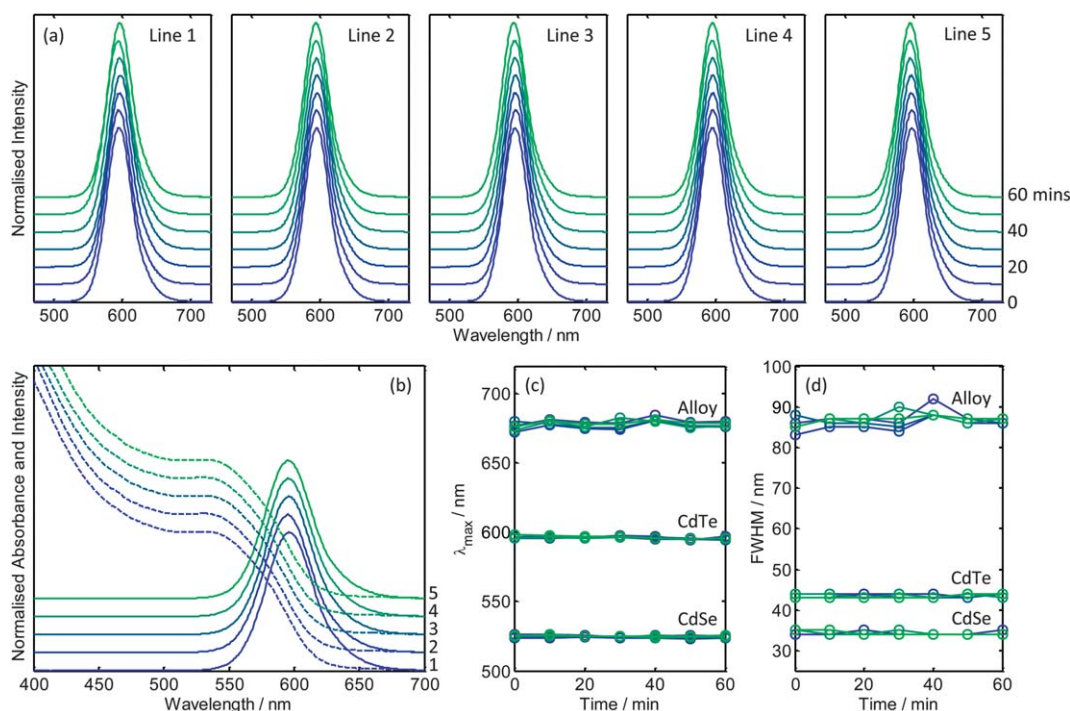 (a) Line 1 Line 2 Line 3 Line 4 Line 5
Normalised Intensity
60 mins
40
20
0
500 600 700 500 600 700 500 600 700 500 600 700 500 600 700
Wavelength / nm
(b)
Normalised Absorbance and Intensity
5
4
3
2
1
400 450 500 550 600 650 700
Wavelength / nm
(c)
λmax / nm
700
650
600
550
500
Alloy
CdTe
CdSe
0 20 40 60
Time / min
(d)
FWHM / nm
100
90
80
70
60
50
40
30
20
Alloy
CdTe
CdSe
0 20 40 60
Time / min